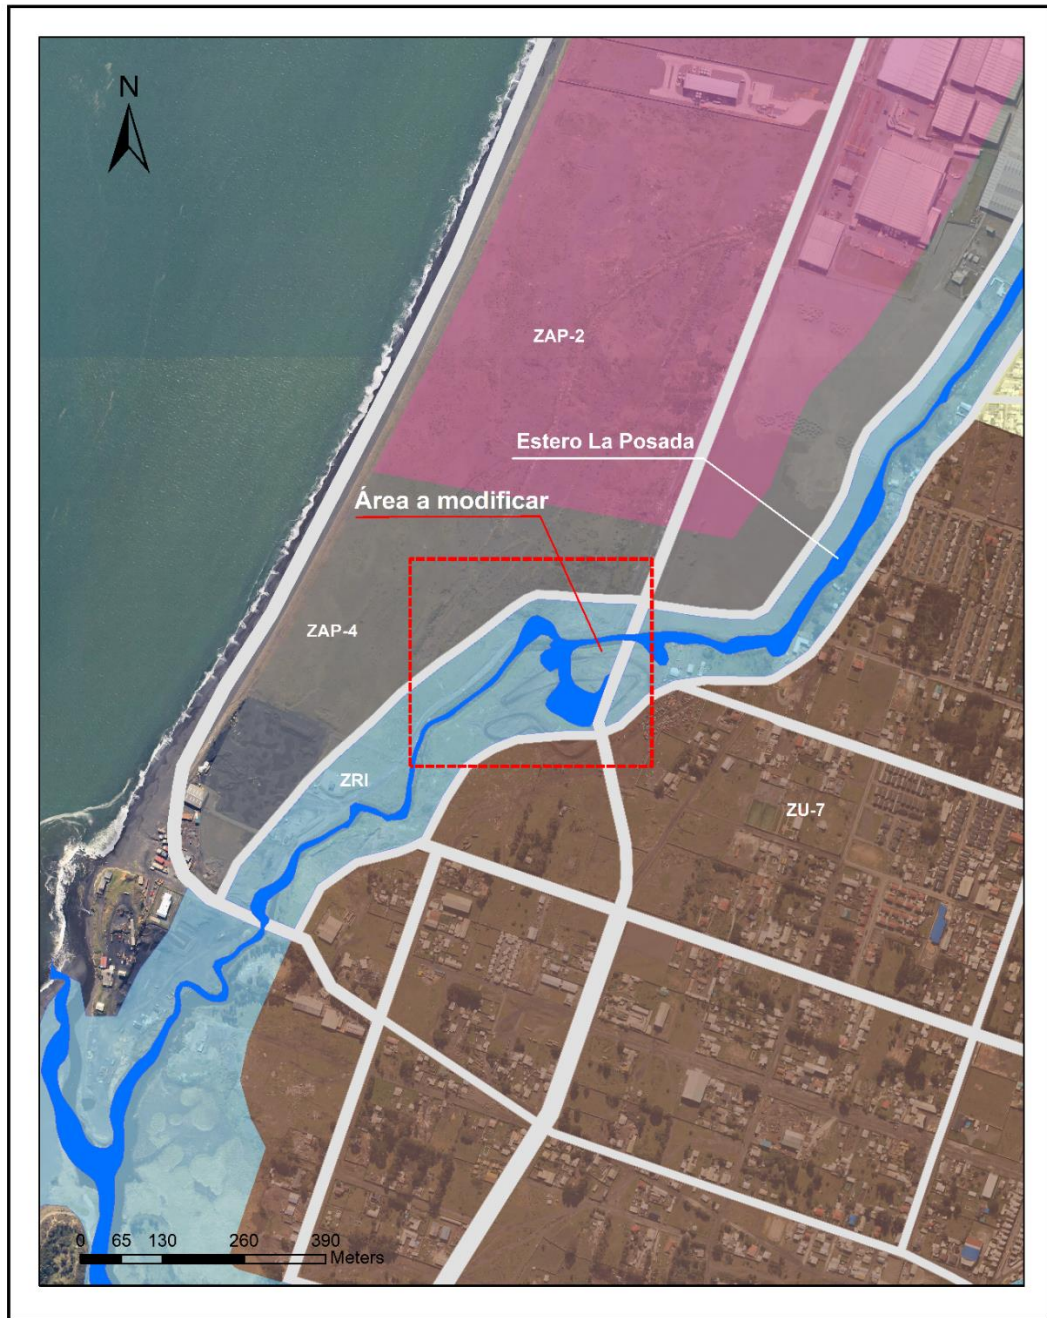 N
ZAP-2
Estero La Posada
Área a modificar
ZAP-4
ZRI
ZU-7
0 65 130 260 390
Meters